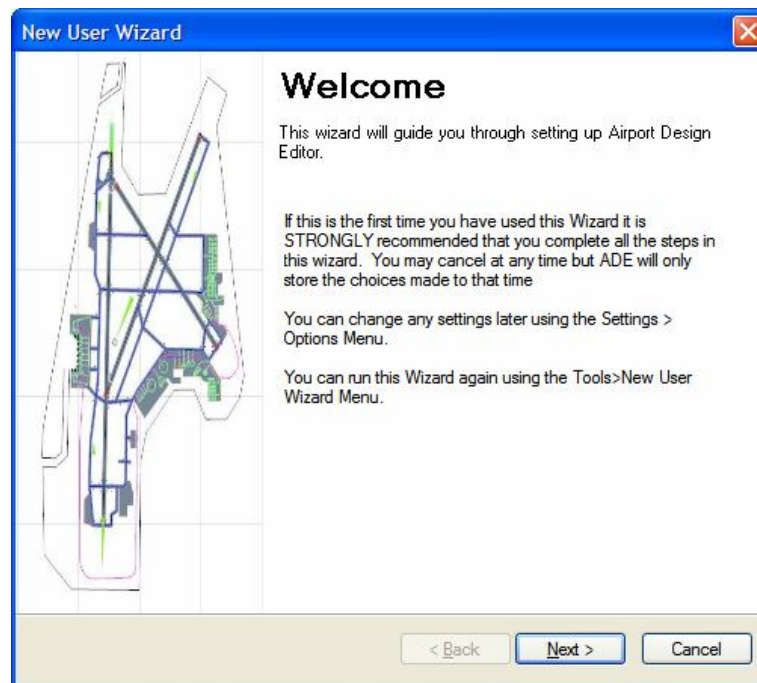 New User Wizard
Welcome
This wizard will guide you through setting up Airport Design
Editor.
If this is the first time you have used this Wizard it is
STRONGLY recommended that you complete all the steps in
this wizard. You may cancel at any time but ADE will only
store the choices made to that time
You can change any settings later using the Settings >
Options Menu.
You can run this Wizard again using the Tools>New User
Wizard Menu.
< Back
Next >
Cancel